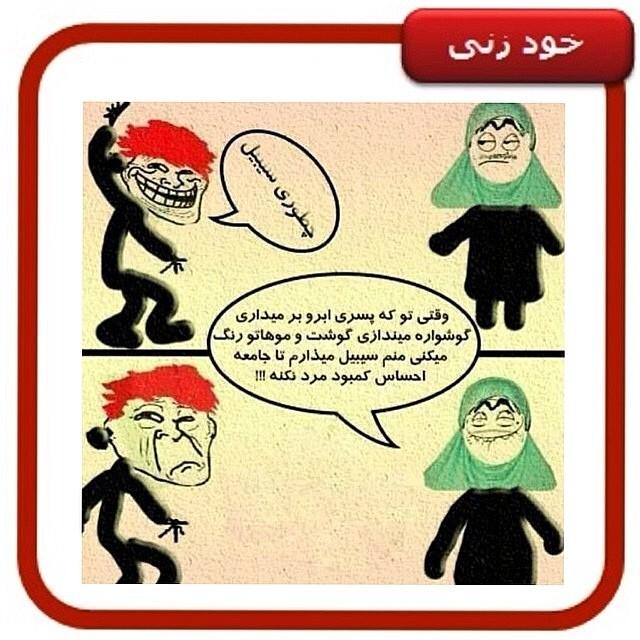 خود زنی
چطوری سیبیل
وقتی تو که پسری ابرو بر میداری
گوشواره میندازی گوشت و موهاتو رنگ
میکنی منم سیبیل میذارم تا جامعه
احساس کمبود مرد نکنه !!!